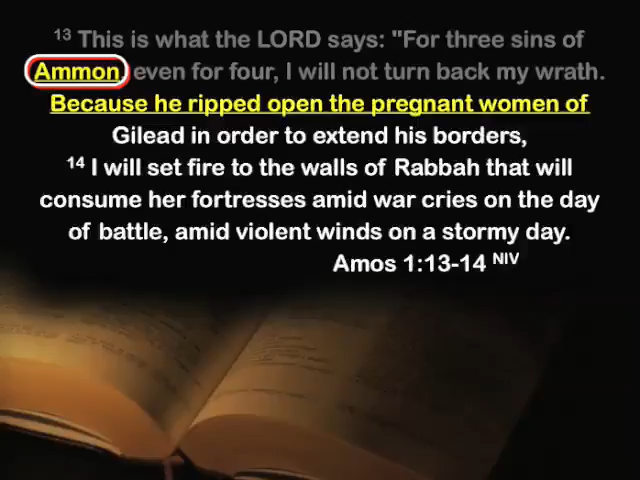 13 This is what the LORD says: "For three sins of
Ammon, even for four, I will not turn back my wrath.
Because he ripped open the pregnant women of
Gilead in order to extend his borders,
14 I will set fire to the walls of Rabbah that will
consume her fortresses amid war cries on the day
of battle, amid violent winds on a stormy day.
Amos 1:13-14 NIV